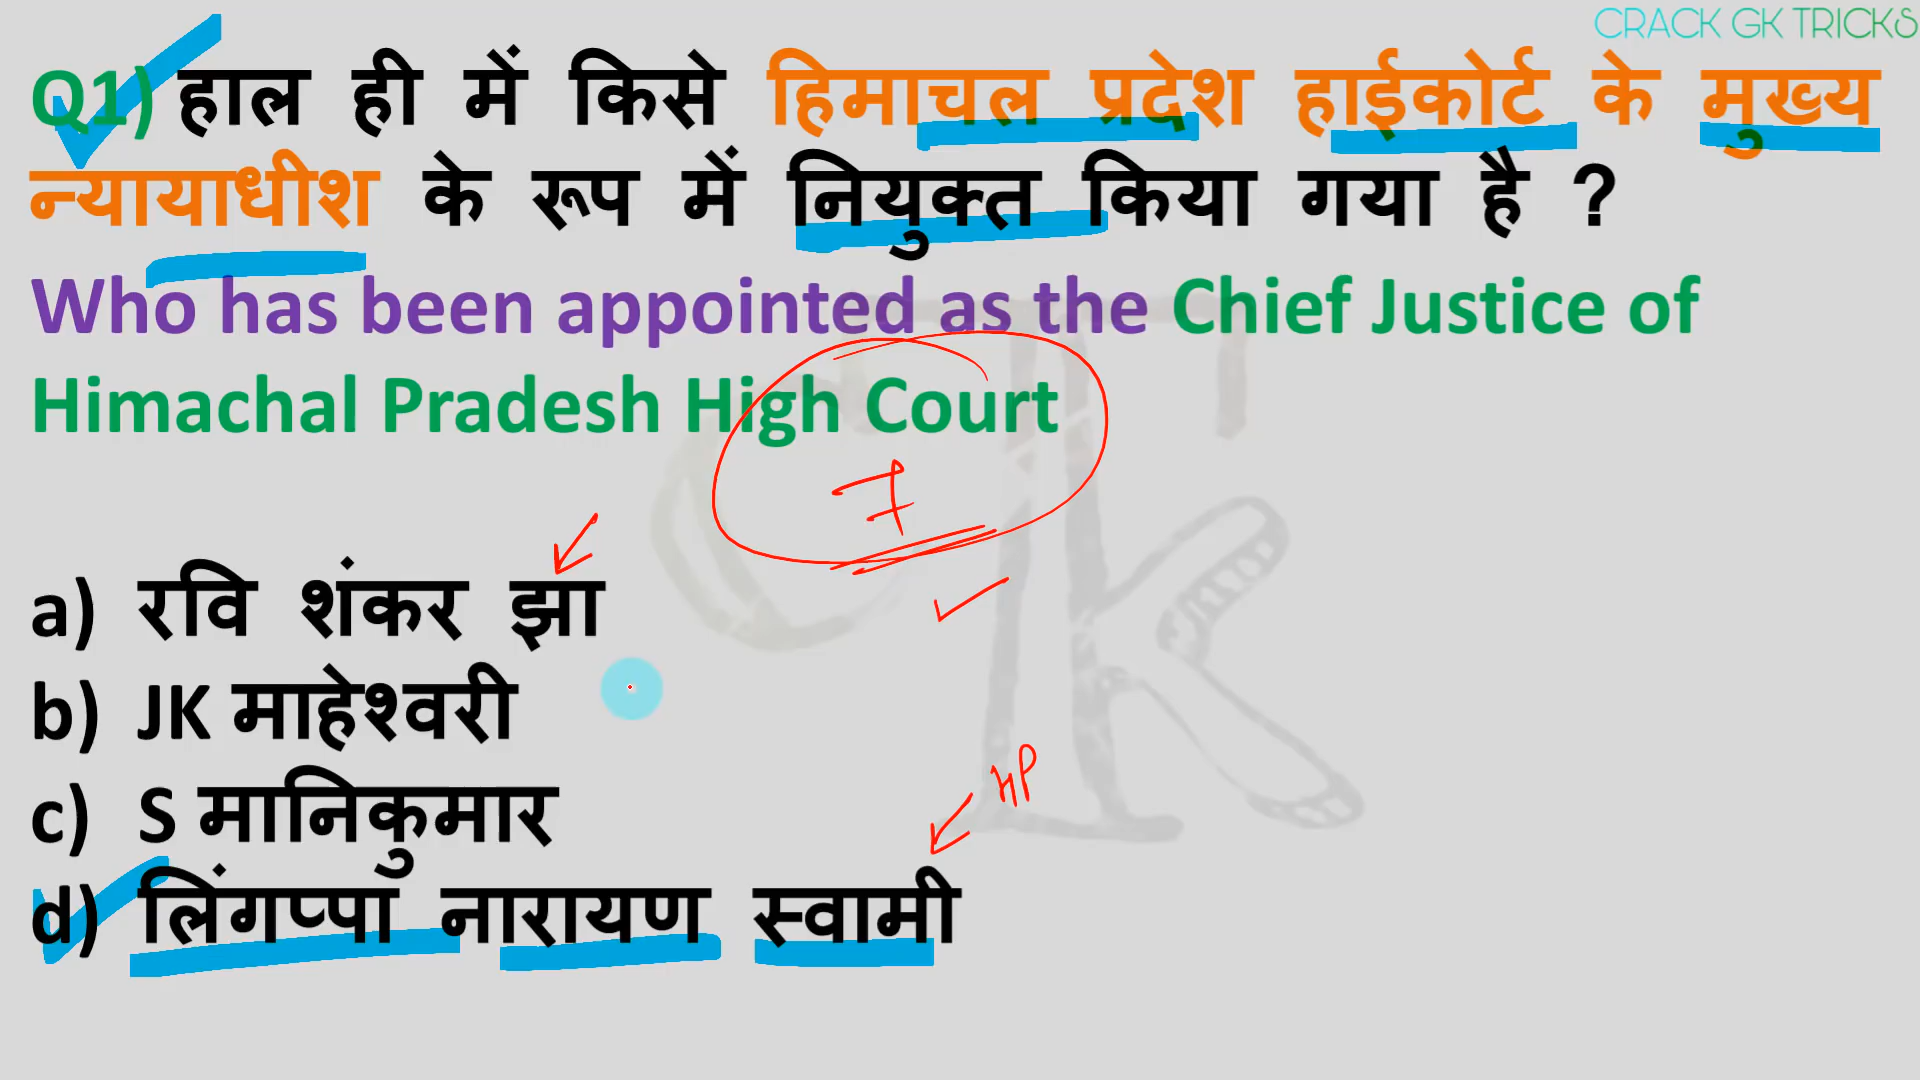 CRACK GK TRICKS
Q1) हाल ही में किसे हिमाचल प्रदेश हाईकोर्ट के मुख्य
न्यायाधीश के रूप में नियुक्त किया गया है ?
Who has been appointed as the Chief Justice of
Himachal Pradesh High Court
7
a) रवि शंकर झा
b) JK माहेश्वरी
HP
c) S मानिकुमार
d) लिंगप्पा नारायण स्वामी